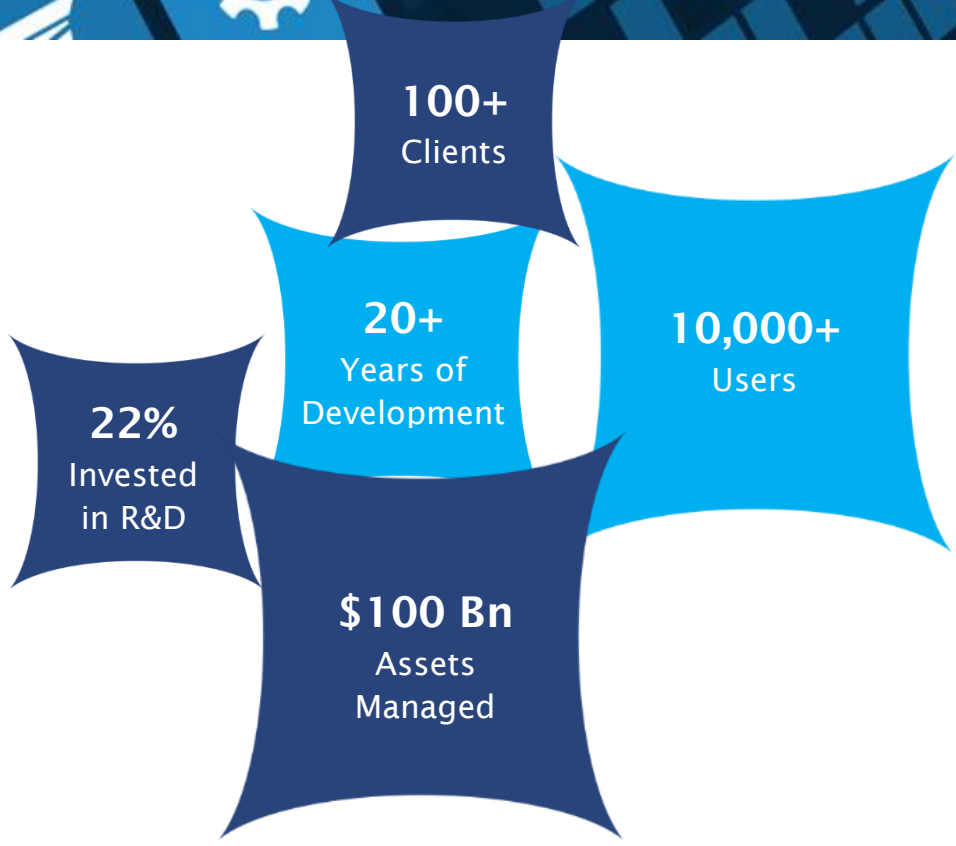 100+
Clients
20+
Years of
Development
10,000+
Users
22%
Invested
in R&D
$100 Bn
Assets
Managed